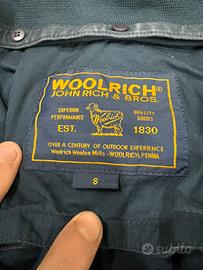 WOOLRICH®
JOHN RICH & BROS.
SUPERIOR PERFORMANCE
QUALITY GOODS
Woolrich
EST. 1830
OVER A CENTURY OF OUTDOOR EXPERIENCE
Woolrich Woolen Mills - WOOLRICH, PENNA
S
subito